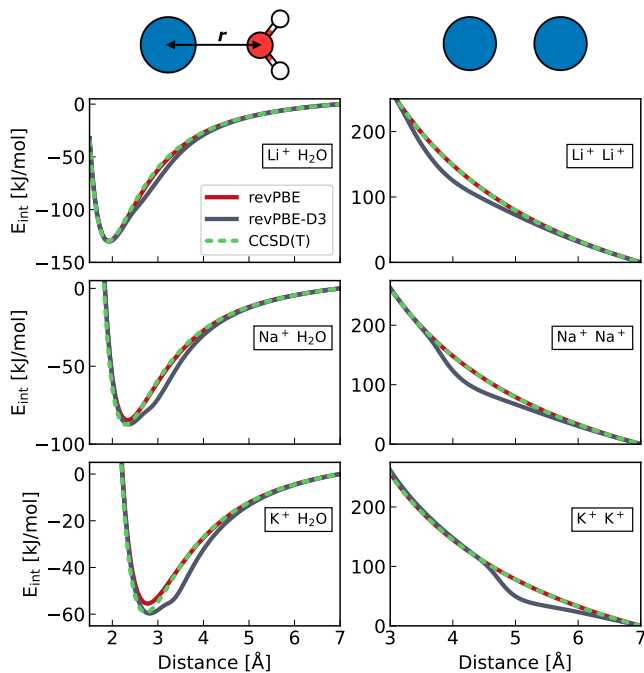 r
0
−50
−100
−150
E_int [kJ/mol]
Li⁺ H₂O
revPBE
revPBE-D3
CCSD(T)
200
100
0
Li⁺ Li⁺
0
−50
−100
E_int [kJ/mol]
Na⁺ H₂O
200
100
0
Na⁺ Na⁺
0
−20
−40
−60
E_int [kJ/mol]
K⁺ H₂O
2 3 4 5 6 7
Distance [Å]
200
100
0
K⁺ K⁺
3 4 5 6 7
Distance [Å]